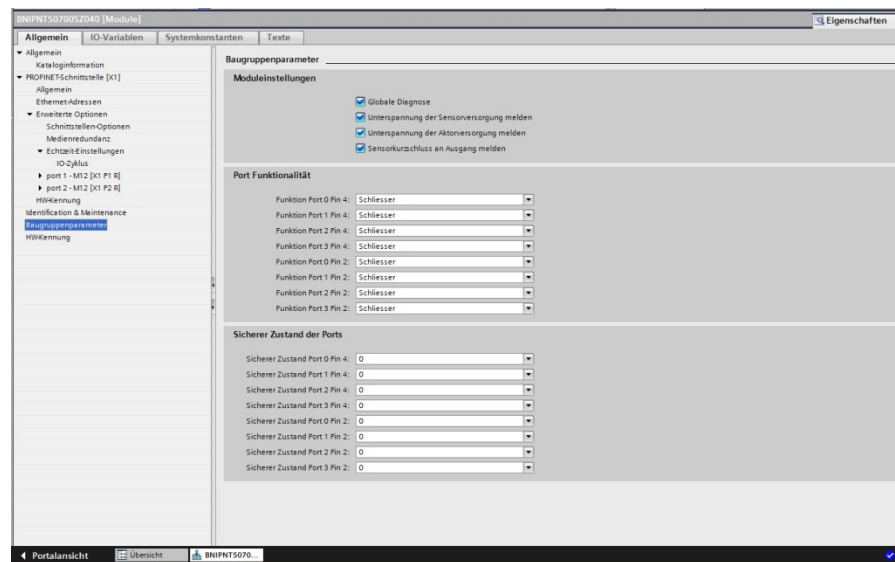 BNIPNT507005Z040 [Module]
Eigenschaften
Allgemein
IO-Variablen
Systemkonstanten
Texte
Allgemein
Kataloginformation
PROFINET-Schnittstelle [X1]
Allgemein
Ethernet-Adressen
Erweiterte Optionen
Schnittstellen-Optionen
Medienredundanz
Echtzeit-Einstellungen
IO-Zyklus
port 1 - M12 [X1 P1 R]
port 2 - M12 [X1 P2 R]
HW-Kennung
Identification & Maintenance
Baugruppenparameter
HW-Kennung
Baugruppenparameter
Moduleinstellungen
Globale Diagnose
Unterspannung der Sensorversorgung melden
Unterspannung der Aktorversorgung melden
Sensorkurzschluss an Ausgang melden
Port Funktionalität
Funktion Port 0 Pin 4: Schliesser
Funktion Port 1 Pin 4: Schliesser
Funktion Port 2 Pin 4: Schliesser
Funktion Port 3 Pin 4: Schliesser
Funktion Port 0 Pin 2: Schliesser
Funktion Port 1 Pin 2: Schliesser
Funktion Port 2 Pin 2: Schliesser
Funktion Port 3 Pin 2: Schliesser
Sicherer Zustand der Ports
Sicherer Zustand Port 0 Pin 4: 0
Sicherer Zustand Port 1 Pin 4: 0
Sicherer Zustand Port 2 Pin 4: 0
Sicherer Zustand Port 3 Pin 4: 0
Sicherer Zustand Port 0 Pin 2: 0
Sicherer Zustand Port 1 Pin 2: 0
Sicherer Zustand Port 2 Pin 2: 0
Sicherer Zustand Port 3 Pin 2: 0
Portalansicht
Übersicht
BNIPNT5070...